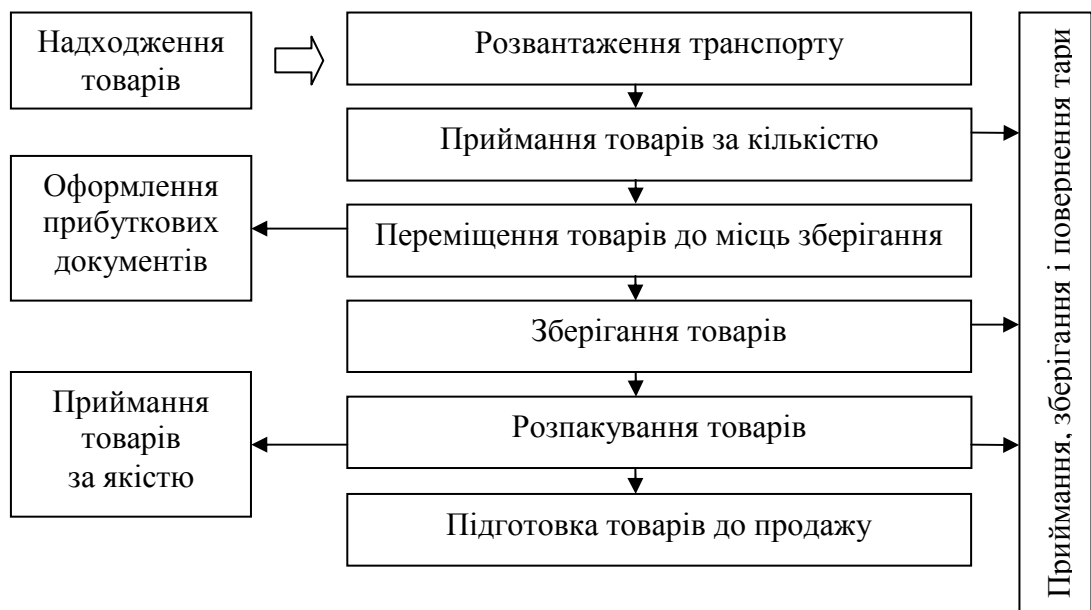 Надходження
товарів
Розвантаження транспорту
Приймання товарів за кількістю
Оформлення
прибуткових
документів
Переміщення товарів до місць зберігання
Зберігання товарів
Приймання
товарів
за якістю
Розпакування товарів
Підготовка товарів до продажу
Приймання, зберігання і повернення тари